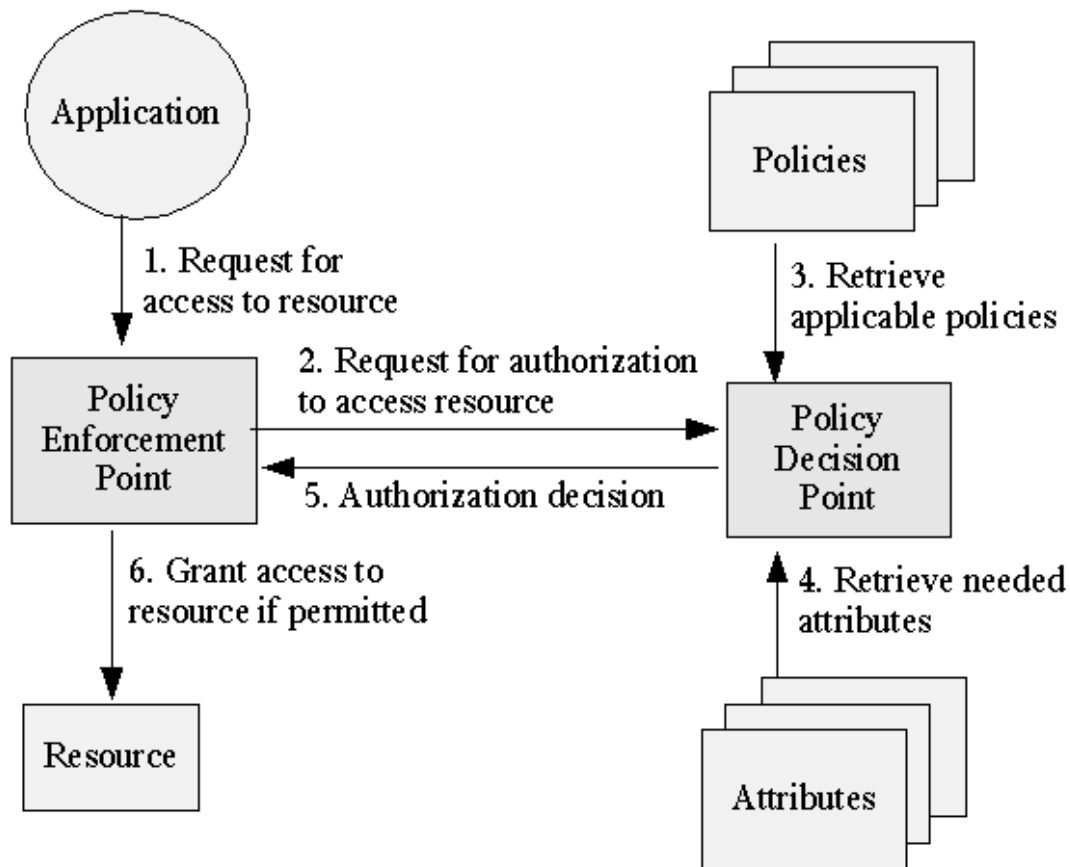 Application
Policies
1. Request for
access to resource
3. Retrieve
applicable policies
2. Request for authorization
to access resource
Policy
Enforcement
Point
Policy
Decision
Point
5. Authorization decision
6. Grant access to
resource if permitted
4. Retrieve needed
attributes
Resource
Attributes